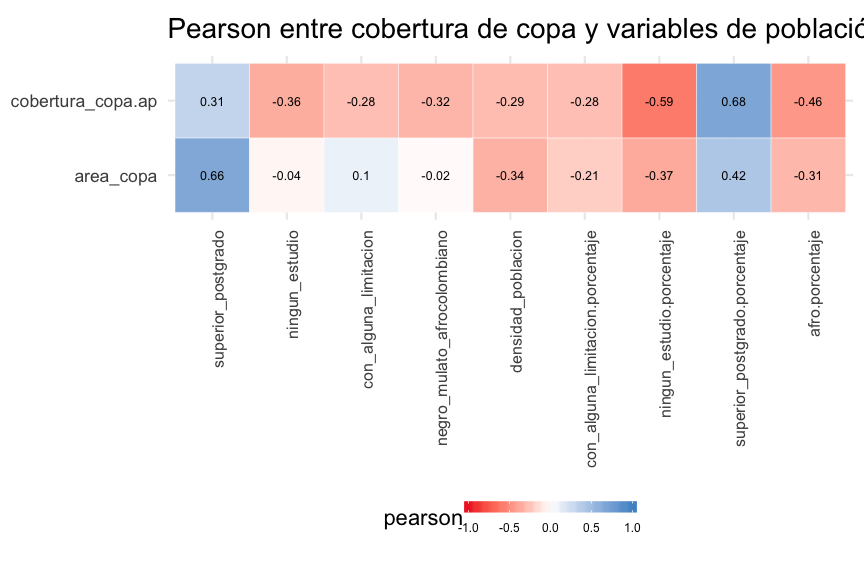 Pearson entre cobertura de copa y variables de població
cobertura_copa.ap
0.31 -0.36 -0.28 -0.32 -0.29 -0.28 -0.59 0.68 -0.46
area_copa
0.66 -0.04 0.1 -0.02 -0.34 -0.21 -0.37 0.42 -0.31
superior_postgrado
ningun_estudio
con_alguna_limitacion
negro_mulato_afrocolombiano
densidad_poblacion
con_alguna_limitacion.porcentaje
ningun_estudio.porcentaje
superior_postgrado.porcentaje
afro.porcentaje
pearson
-1.0 -0.5 0.0 0.5 1.0